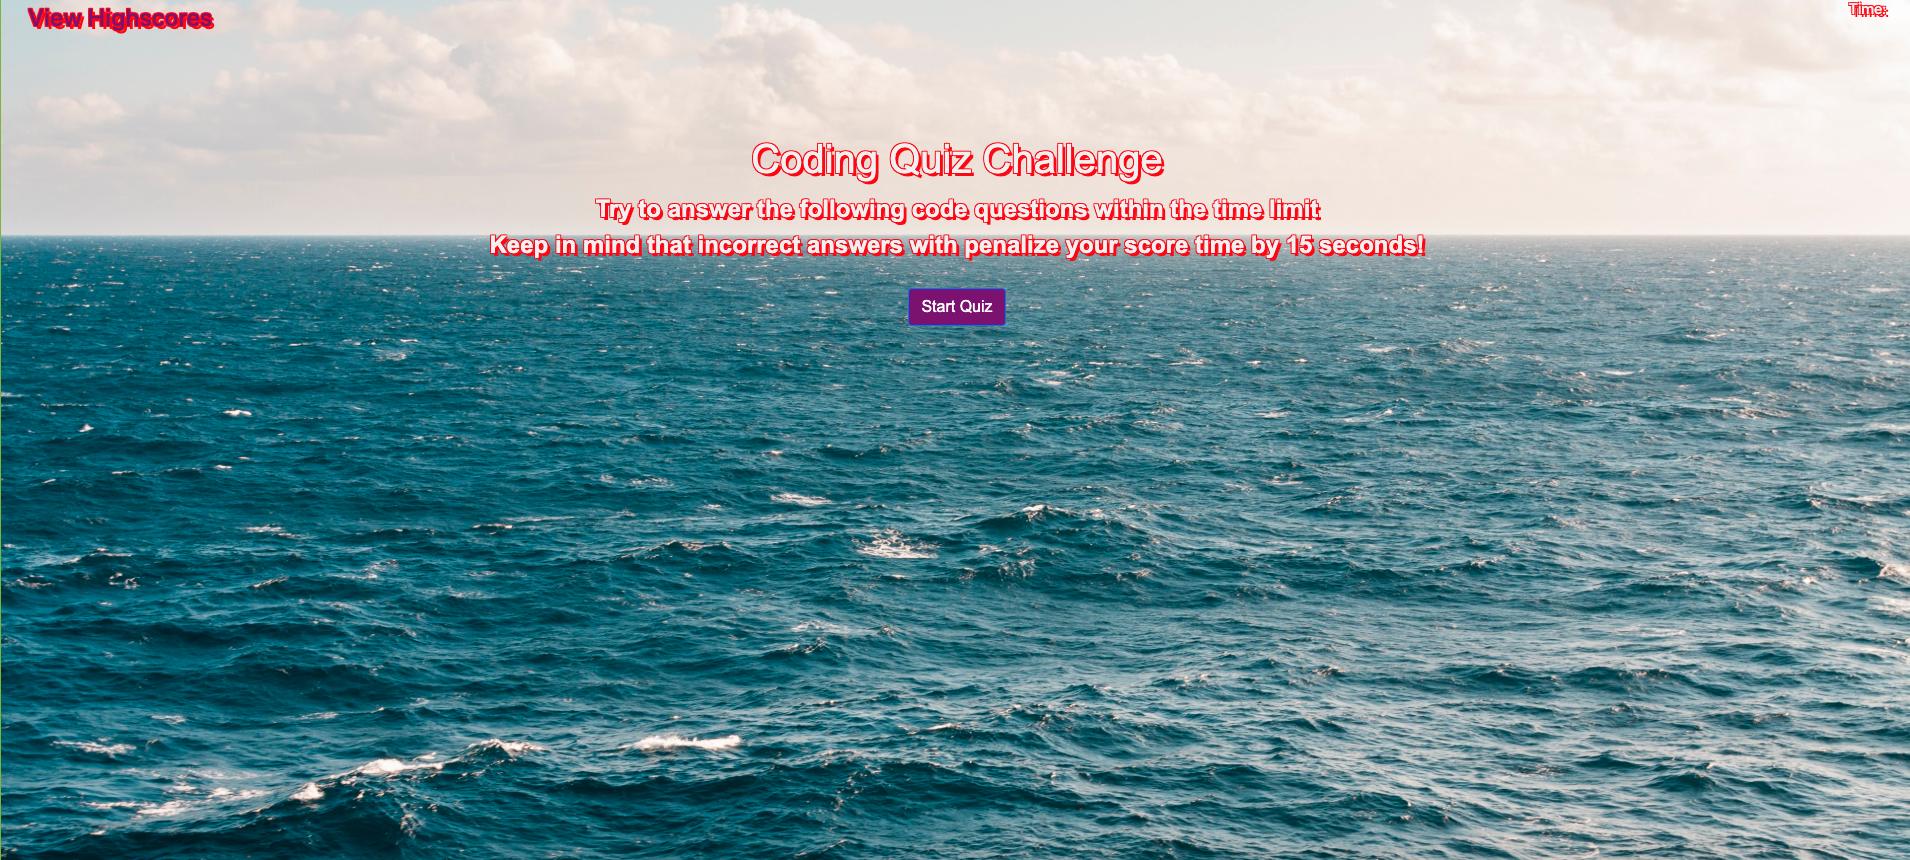 View Highscores
Time:
Coding Quiz Challenge
Try to answer the following code questions within the time limit
Keep in mind that incorrect answers with penalize your score time by 15 seconds!
Start Quiz